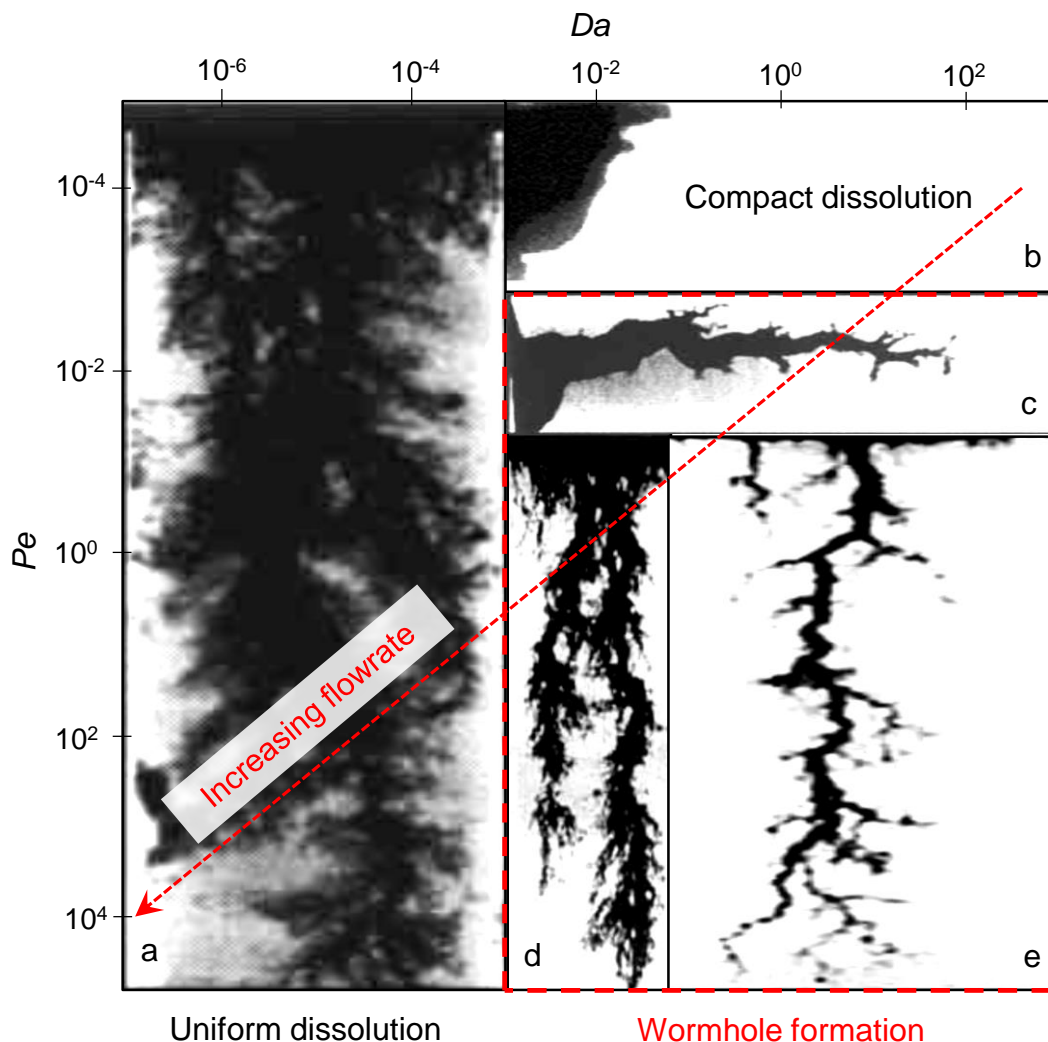 Da
10⁻⁶ 10⁻⁴ 10⁻² 10⁰ 10²
Pe
10⁻⁴
10⁻²
10⁰
10²
10⁴
Compact dissolution
b
c
Increasing flowrate
a
d
e
Uniform dissolution
Wormhole formation